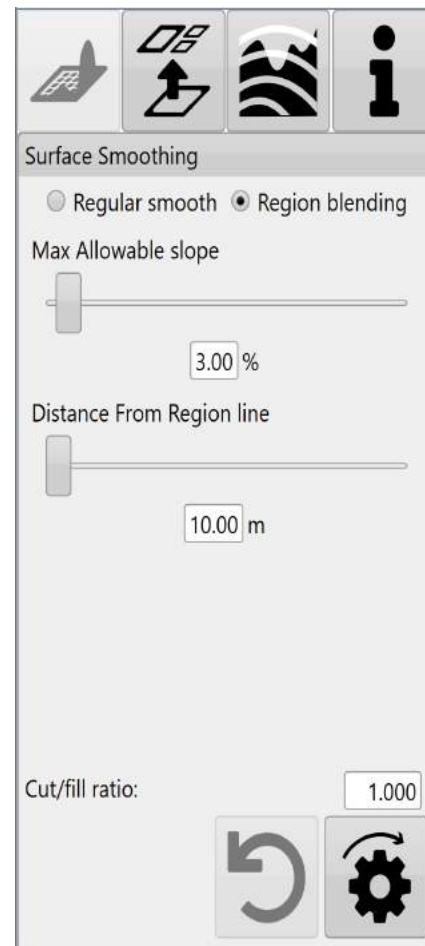 Surface Smoothing
Regular smooth Region blending
Max Allowable slope
3.00 %
Distance From Region line
10.00 m
Cut/fill ratio: 1.000